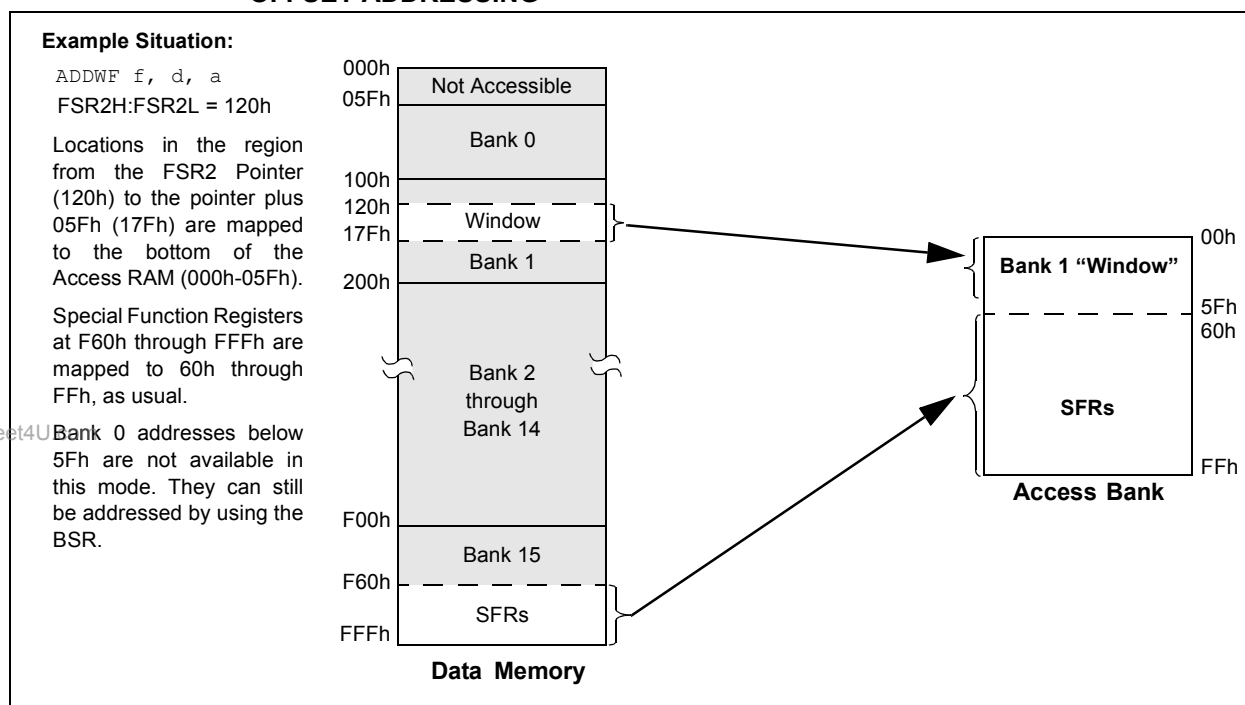 Example Situation:
ADDWF f, d, a
FSR2H:FSR2L = 120h
Locations in the region
from the FSR2 Pointer
(120h) to the pointer plus
05Fh (17Fh) are mapped
to the bottom of the
Access RAM (000h-05Fh).
Special Function Registers
at F60h through FFFh are
mapped to 60h through
FFh, as usual.
Bank 0 addresses below
5Fh are not available in
this mode. They can still
be addressed by using the
BSR.
000h
Not Accessible
05Fh
Bank 0
100h
120h
Window
17Fh
Bank 1
200h
Bank 2
through
Bank 14
F00h
Bank 15
F60h
SFRs
FFFh
Data Memory
00h
Bank 1 “Window”
5Fh
60h
SFRs
FFh
Access Bank